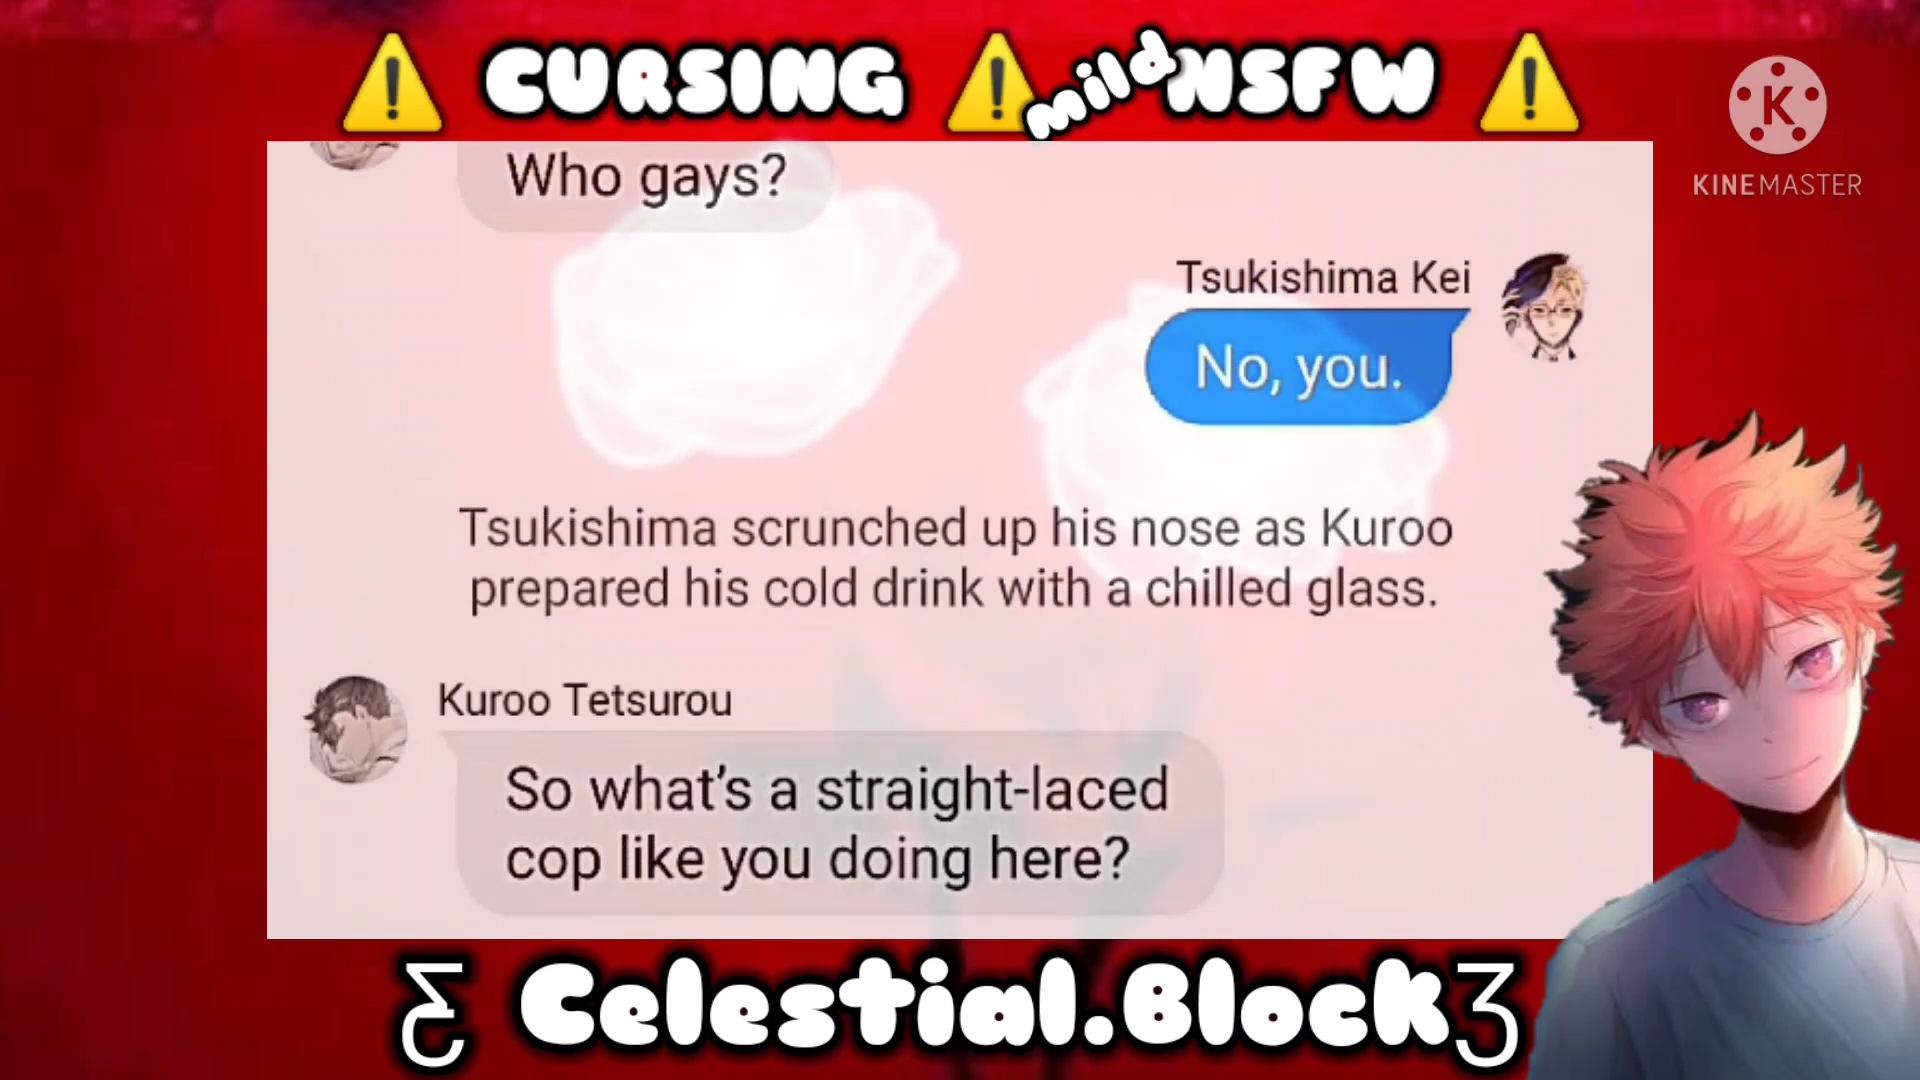 ⚠️ CURSING ⚠️ mild NSFW ⚠️
K
KINEMASTER
Who gays?
Tsukishima Kei
No, you.
Tsukishima scrunched up his nose as Kuroo
prepared his cold drink with a chilled glass.
Kuroo Tetsurou
So what's a straight-laced
cop like you doing here?
Ƹ Celestial.Block Ʒ